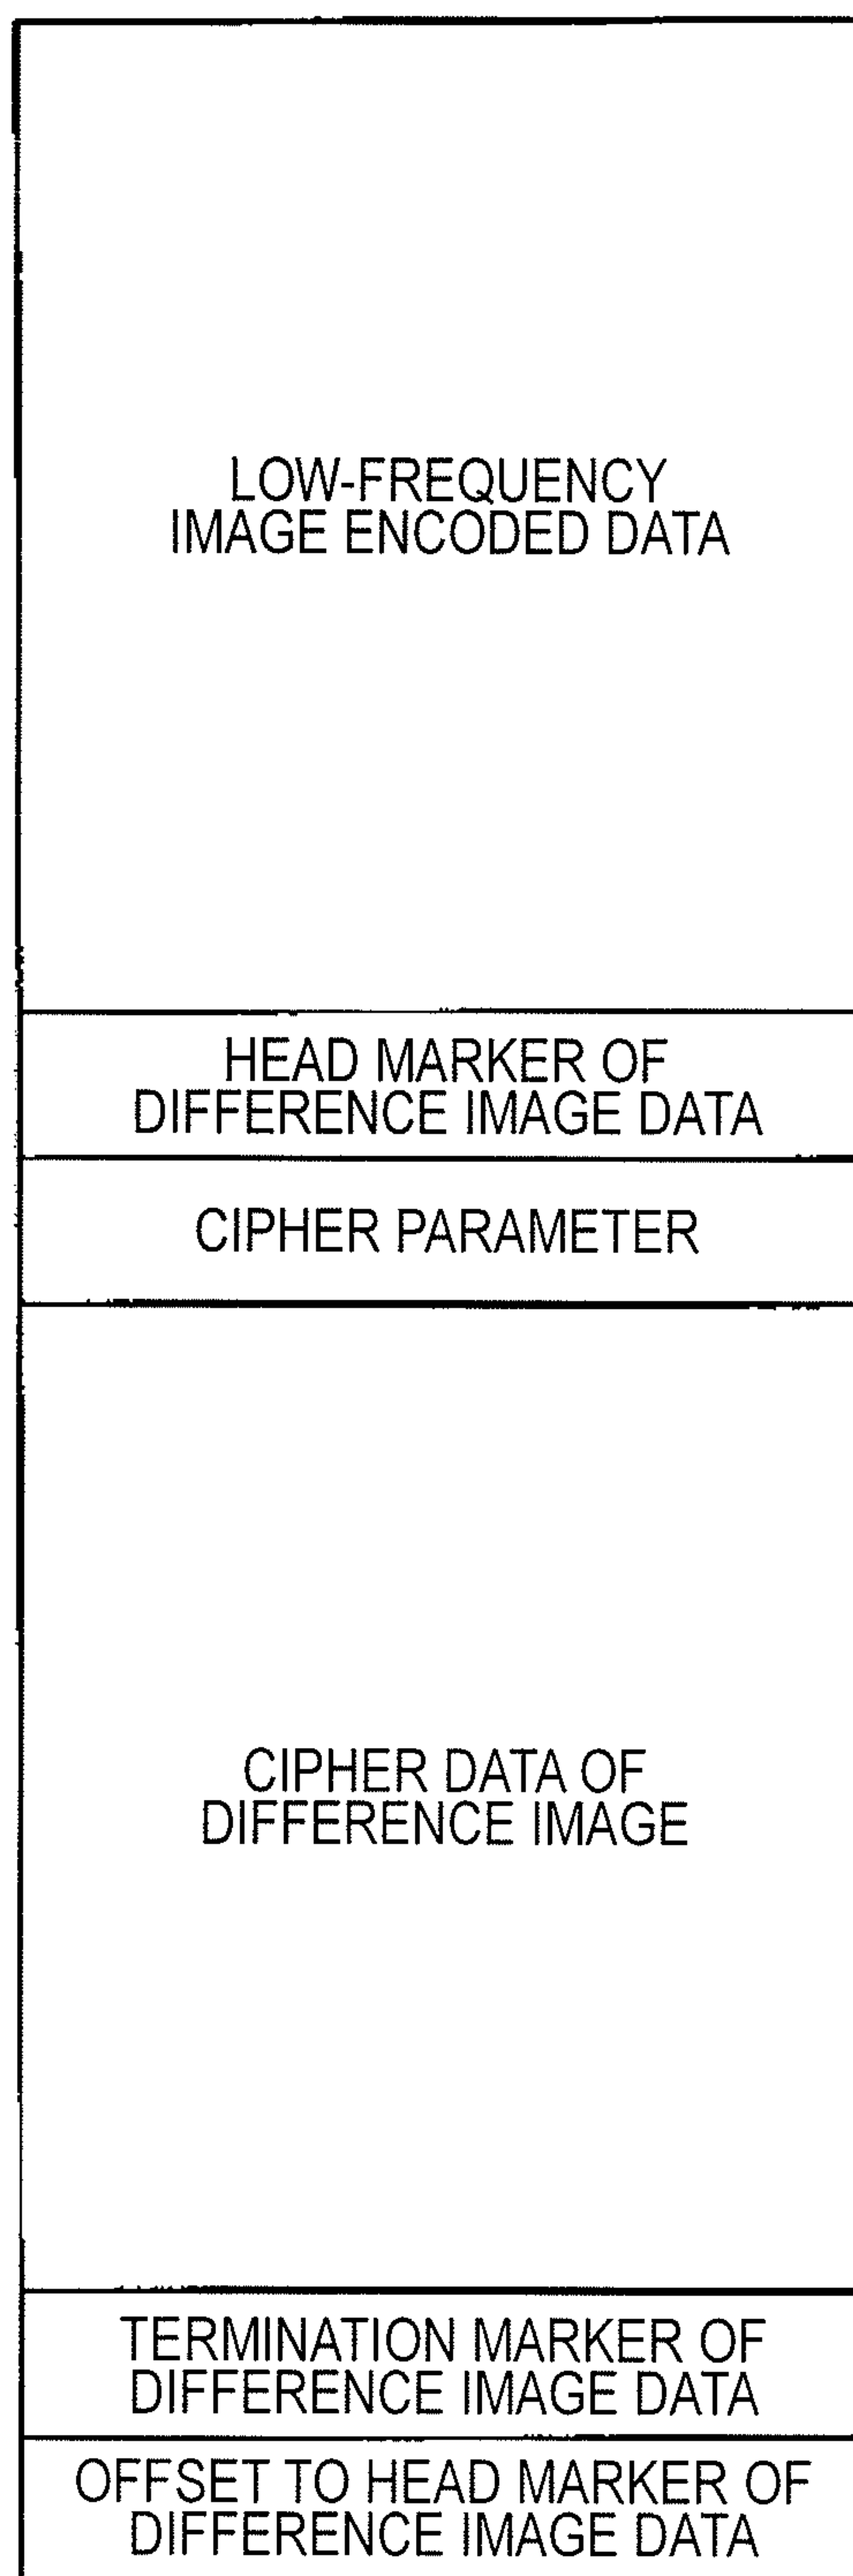 LOW-FREQUENCY
IMAGE ENCODED DATA
HEAD MARKER OF
DIFFERENCE IMAGE DATA
CIPHER PARAMETER
CIPHER DATA OF
DIFFERENCE IMAGE
TERMINATION MARKER OF
DIFFERENCE IMAGE DATA
OFFSET TO HEAD MARKER OF
DIFFERENCE IMAGE DATA